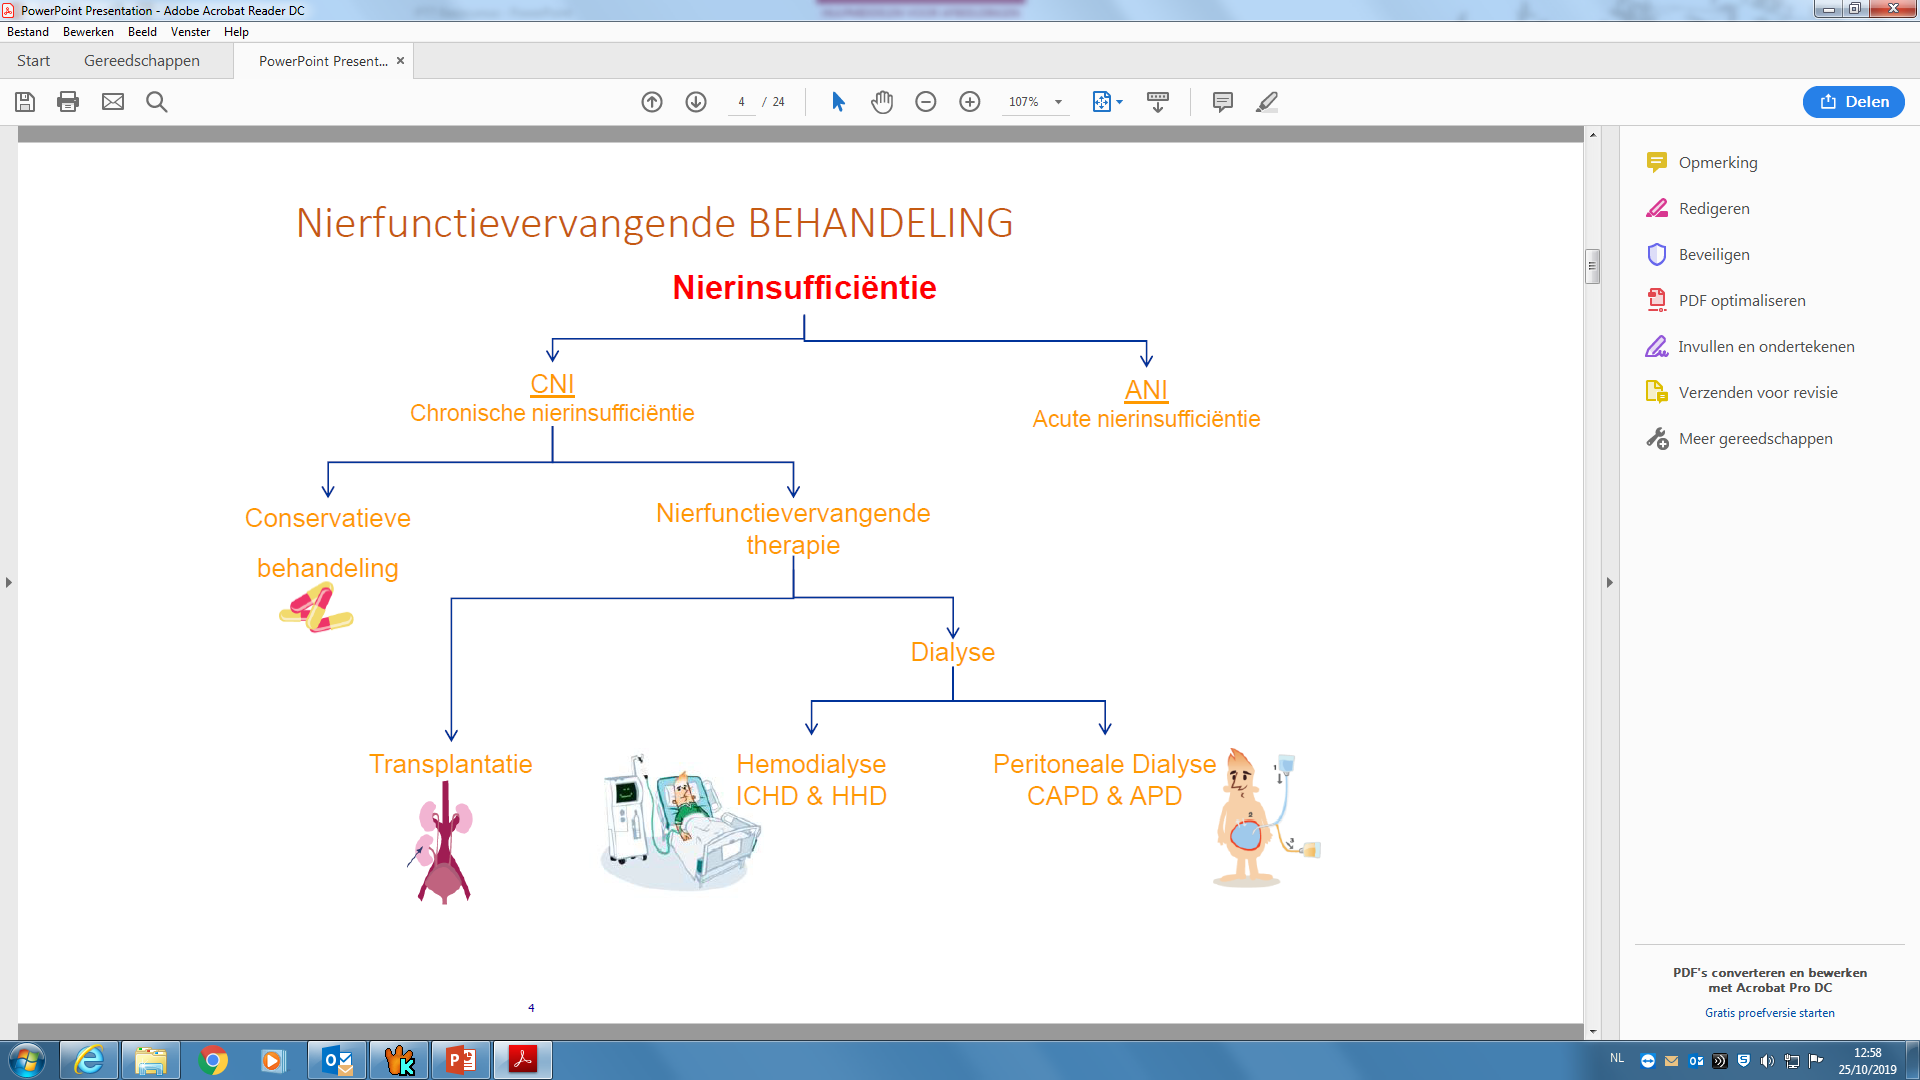 PowerPoint Presentation - Adobe Acrobat Reader DC
Bestand Bewerken Beeld Venster Help
Start Gereedschappen PowerPoint Present...
4 / 24 107%
Delen
Opmerking
Redigeren
Beveiligen
PDF optimaliseren
Invullen en ondertekenen
Verzenden voor revisie
Meer gereedschappen
Nierfunctievervangende BEHANDELING
Nierinsufficiëntie
CNI
Chronische nierinsufficiëntie
ANI
Acute nierinsufficiëntie
Conservatieve
behandeling
Nierfunctievervangende
therapie
Dialyse
Transplantatie
Hemodialyse
ICHD & HHD
Peritoneale Dialyse
CAPD & APD
1
2
3
4
PDF's converteren en bewerken
met Acrobat Pro DC
Gratis proefversie starten
NL
12:58
25/10/2019